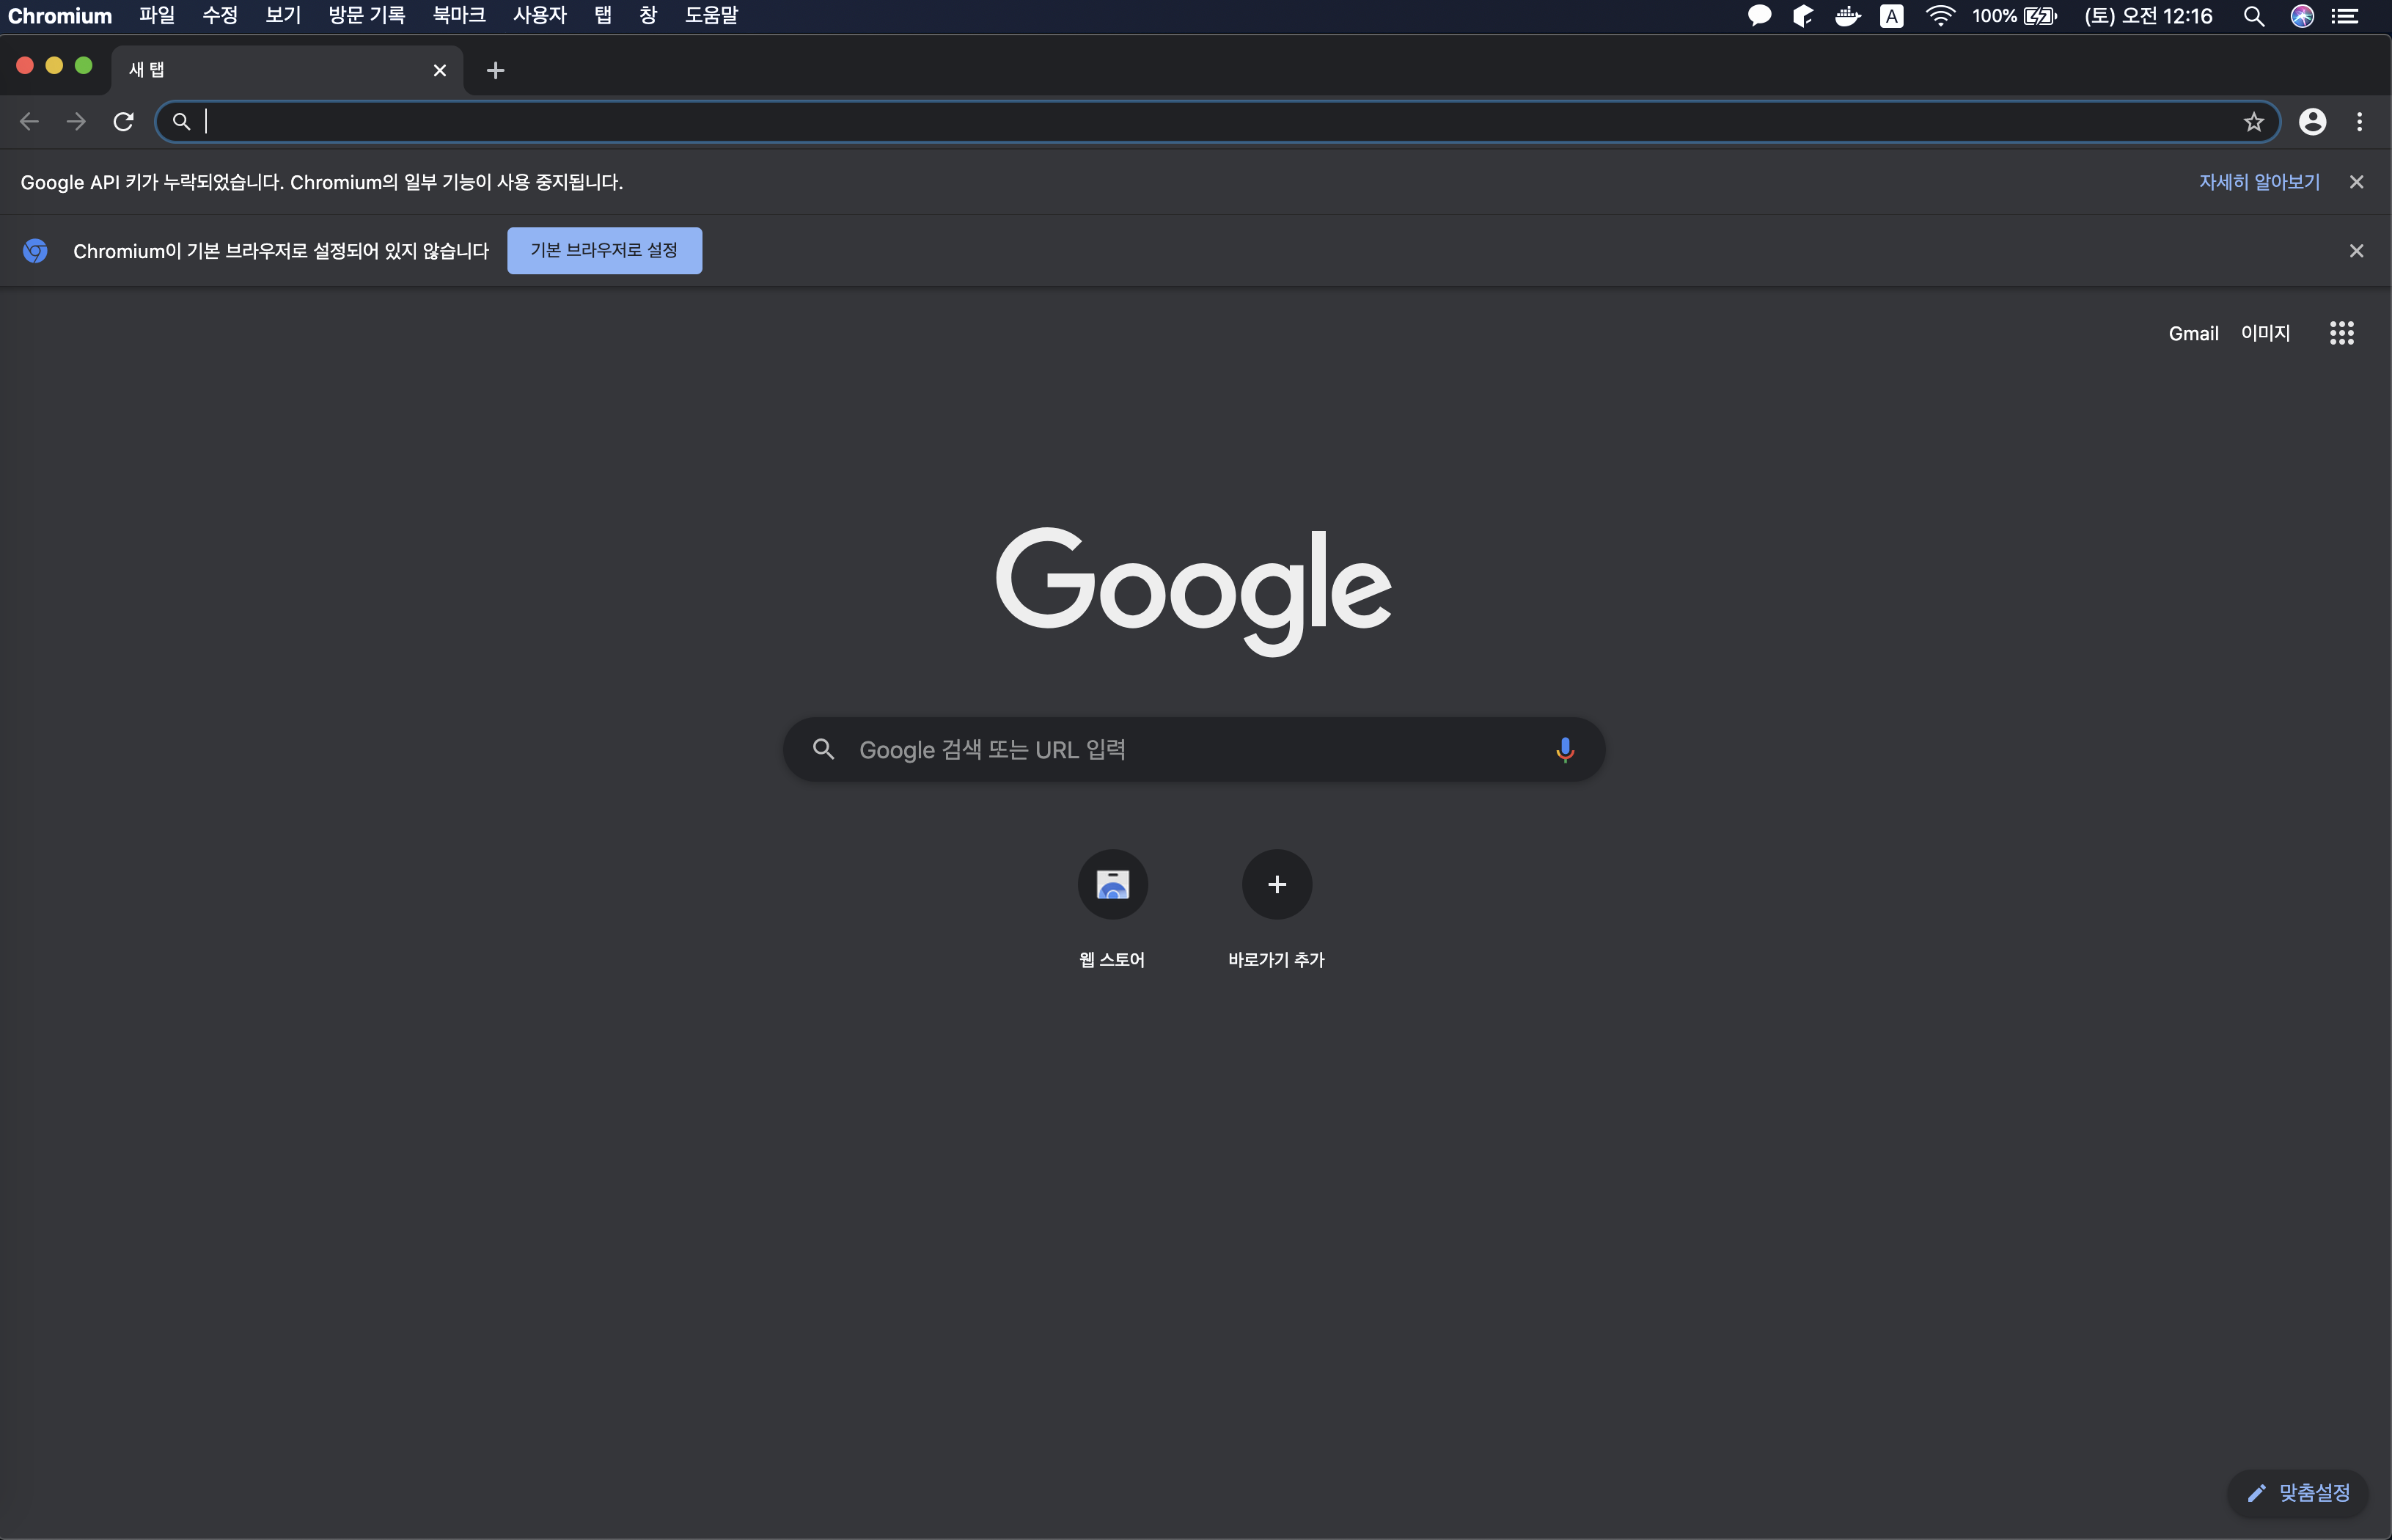 Chromium 파일 수정 보기 방문 기록 북마크 사용자 탭 창 도움말 A 100% (토) 오전 12:16
새 탭
Google API 키가 누락되었습니다. Chromium의 일부 기능이 사용 중지됩니다. 자세히 알아보기
Chromium이 기본 브라우저로 설정되어 있지 않습니다 기본 브라우저로 설정
Gmail 이미지
Google
Google 검색 또는 URL 입력
웹 스토어 바로가기 추가
맞춤설정